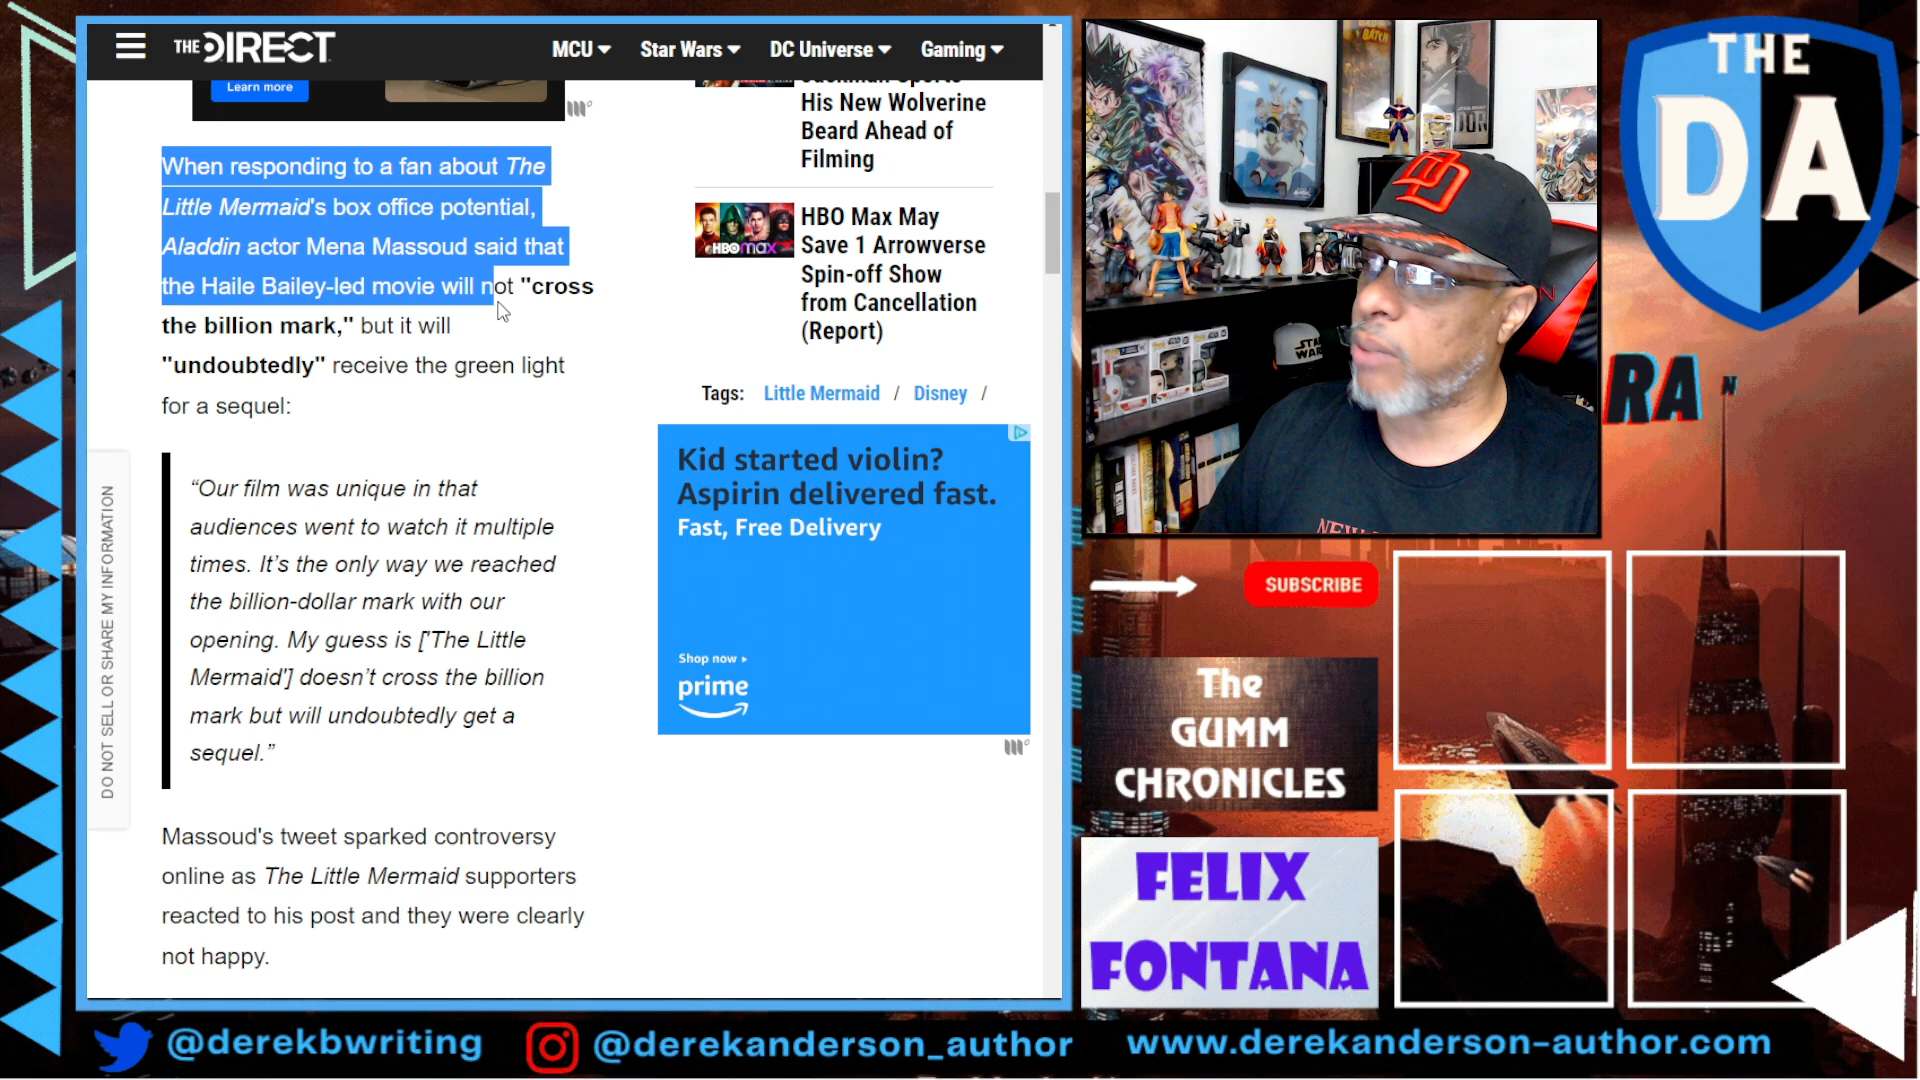 THE DIRECT
MCU
Star Wars
DC Universe
Gaming
Learn more
When responding to a fan about The
Little Mermaid's box office potential,
Aladdin actor Mena Massoud said that
the Haile Bailey-led movie will not "cross
the billion mark," but it will
"undoubtedly" receive the green light
for a sequel:
“Our film was unique in that
audiences went to watch it multiple
times. It’s the only way we reached
the billion-dollar mark with our
opening. My guess is ['The Little
Mermaid'] doesn’t cross the billion
mark but will undoubtedly get a
sequel.”
Massoud's tweet sparked controversy
online as The Little Mermaid supporters
reacted to his post and they were clearly
not happy.
DO NOT SELL OR SHARE MY INFORMATION
His New Wolverine
Beard Ahead of
Filming
HBO max
HBO Max May
Save 1 Arrowverse
Spin-off Show
from Cancellation
(Report)
Tags: Little Mermaid / Disney /
Kid started violin?
Aspirin delivered fast.
Fast, Free Delivery
Shop now
prime
STAR
WARS
THE
DA
RA N
SUBSCRIBE
The
GUMM
CHRONICLES
FELIX
FONTANA
@derekbwriting
@derekanderson_author
www.derekanderson-author.com